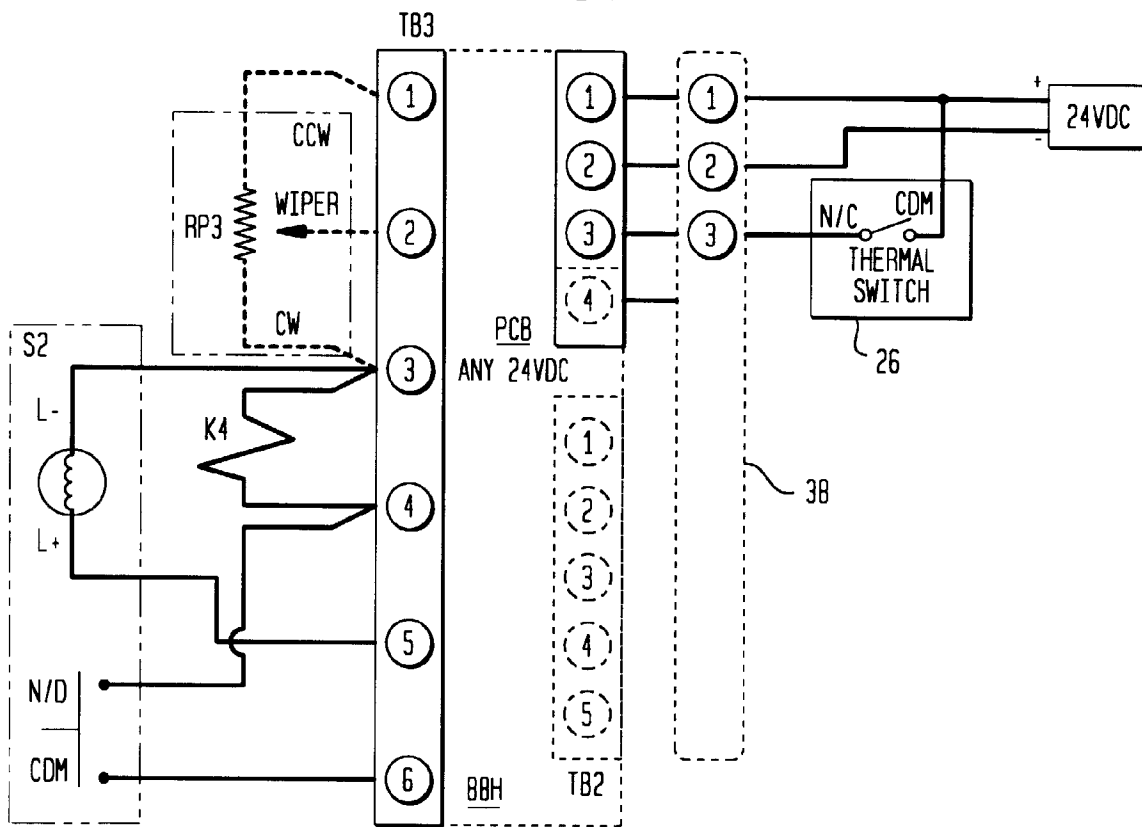 TB3
1
2
3
4
5
6
CCW
RP3
WIPER
CW
S2
L-
L+
K4
N/D
CDM
PCB
ANY 24VDC
88H
1
2
3
4
1
2
3
4
5
TB2
1
2
3
38
+
-
24VDC
N/C
CDM
THERMAL
SWITCH
26